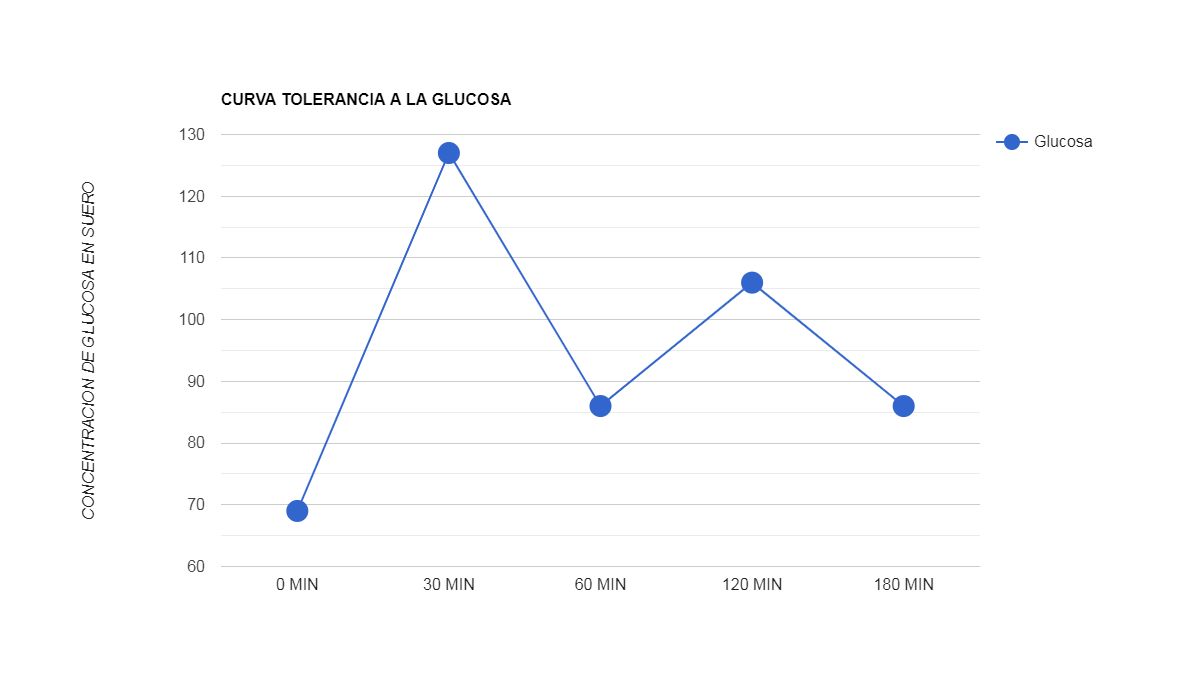 CURVA TOLERANCIA A LA GLUCOSA
Glucosa
CONCENTRACION DE GLUCOSA EN SUERO
130
120
110
100
90
80
70
60
0 MIN 30 MIN 60 MIN 120 MIN 180 MIN